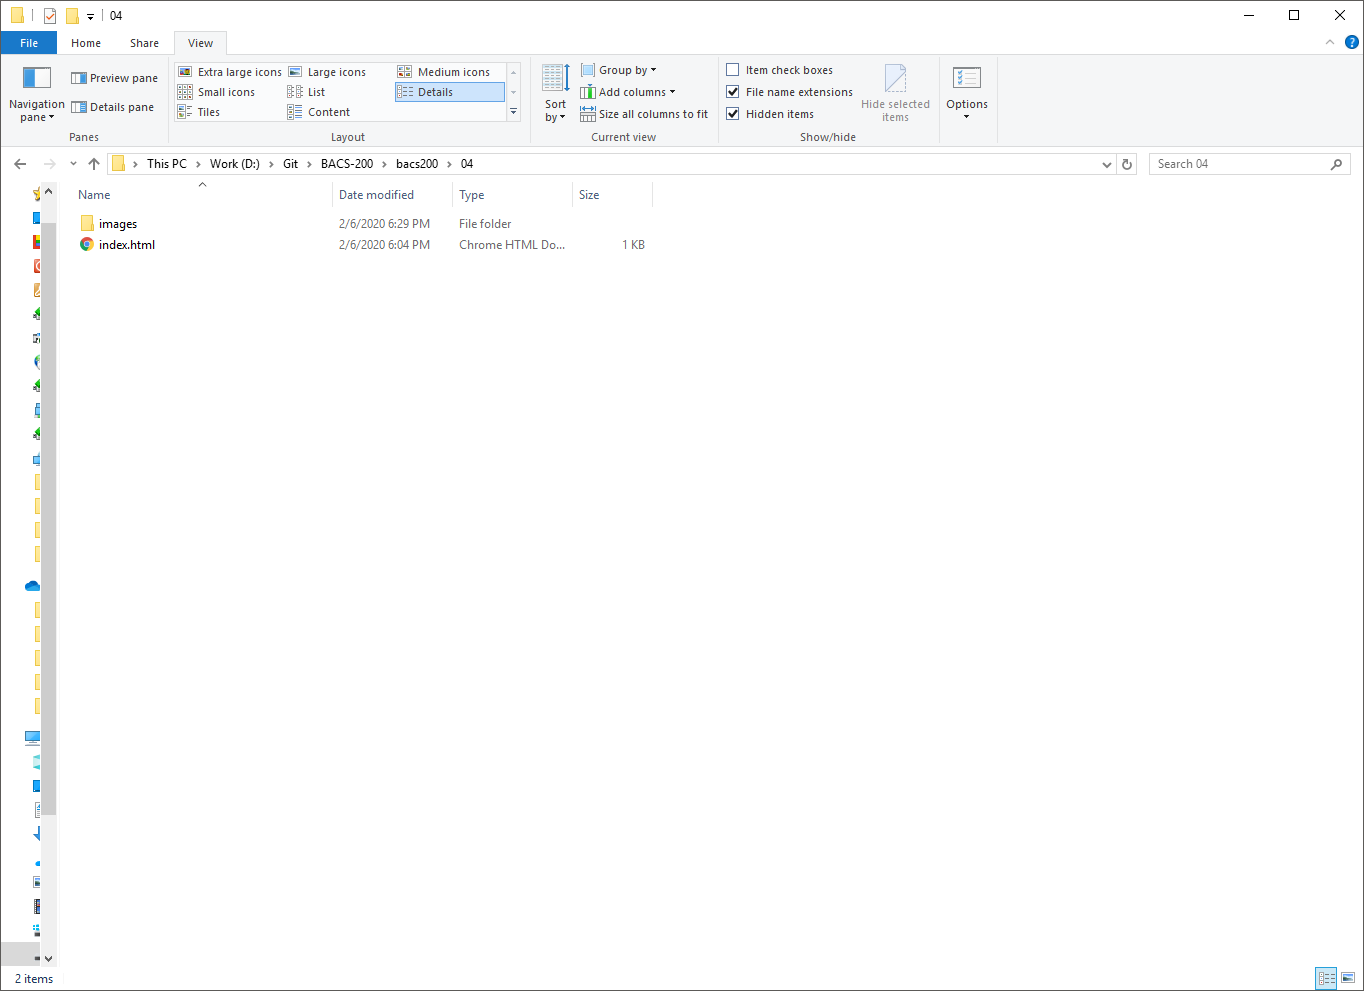 04
File Home Share View
Navigation pane
Preview pane
Details pane
Panes
Extra large icons Large icons Medium icons
Small icons List Details
Tiles Content
Layout
Sort by
Group by
Add columns
Size all columns to fit
Current view
Item check boxes
File name extensions
Hidden items
Hide selected items
Show/hide
Options
This PC Work (D:) Git BACS-200 bacs200 04
Search 04
Name Date modified Type Size
images 2/6/2020 6:29 PM File folder
index.html 2/6/2020 6:04 PM Chrome HTML Do... 1 KB
2 items